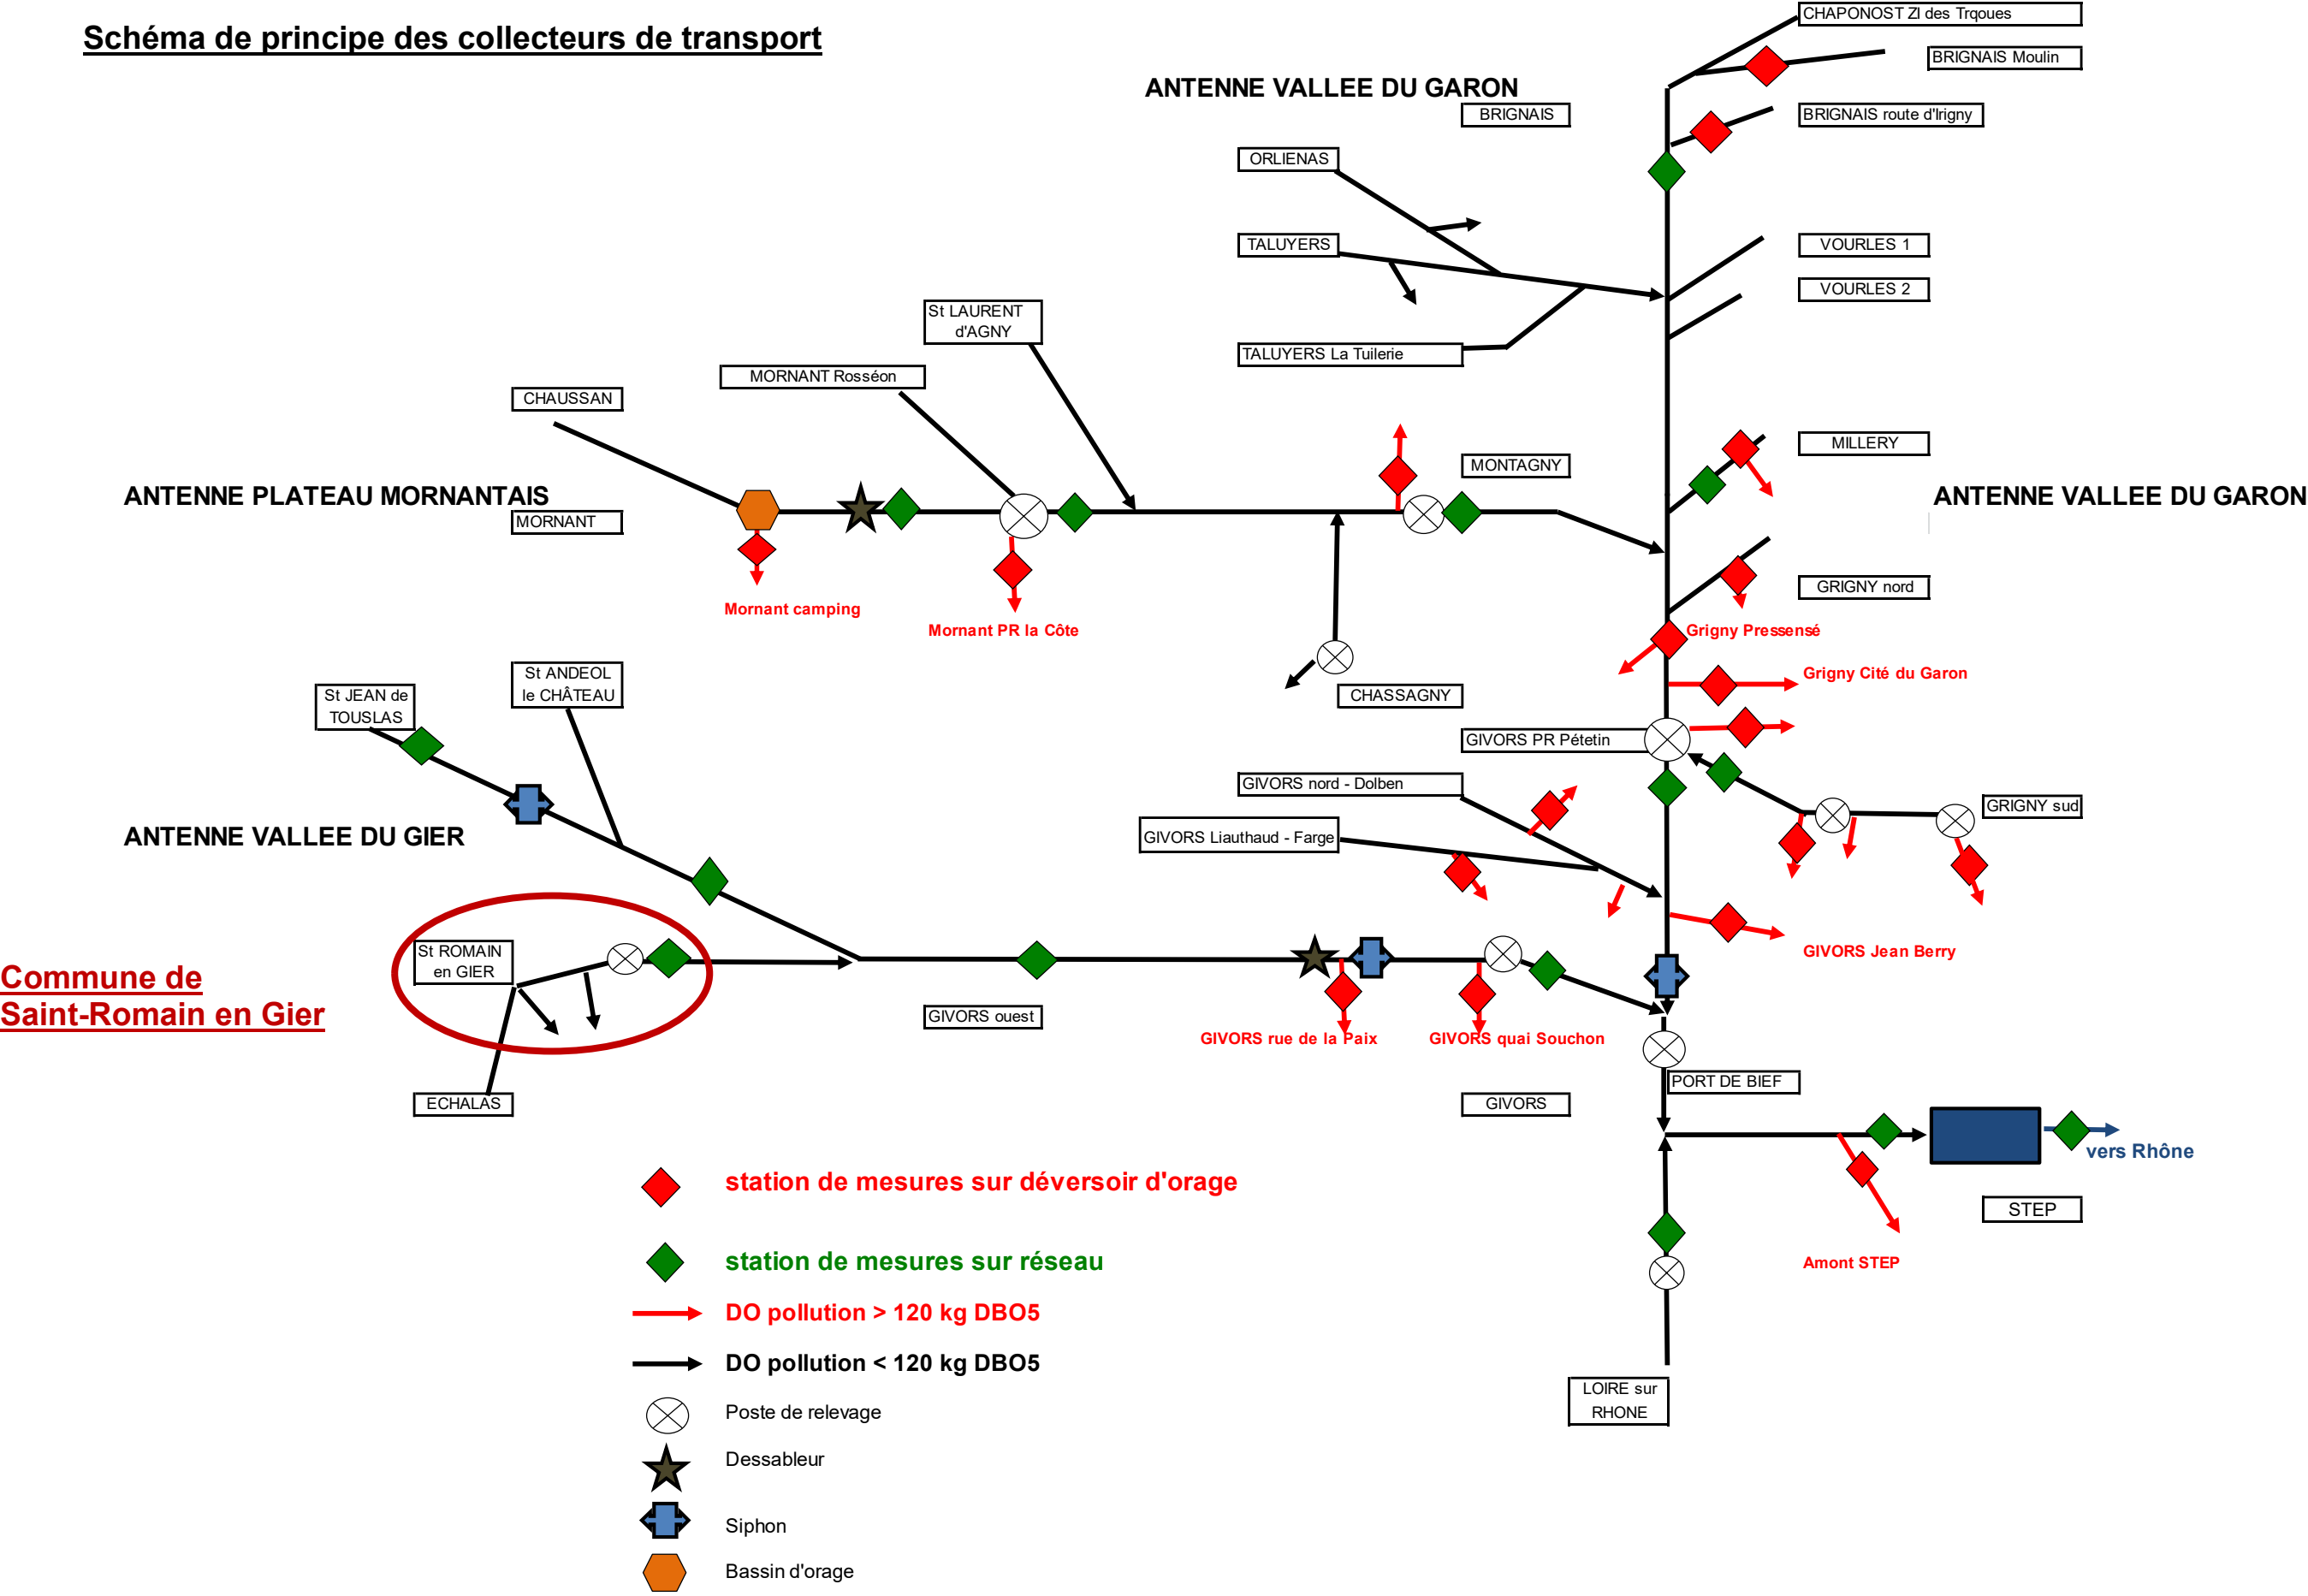 Schéma de principe des collecteurs de transport
CHAPONOST ZI des Trqoues
BRIGNAIS Moulin
ANTENNE VALLEE DU GARON
BRIGNAIS
BRIGNAIS route d'Irigny
ORLIENAS
TALUYERS
VOURLES 1
VOURLES 2
St LAURENT
d'AGNY
TALUYERS La Tuilerie
MORNANT Rosséon
CHAUSSAN
MILLERY
MONTAGNY
ANTENNE PLATEAU MORNANTAIS
ANTENNE VALLEE DU GARON
MORNANT
GRIGNY nord
Mornant camping
Mornant PR la Côte
Grigny Pressensé
Grigny Cité du Garon
St ANDEOL
le CHÂTEAU
St JEAN de
TOUSLAS
CHASSAGNY
GIVORS PR Pétetin
GIVORS nord - Dolben
GRIGNY sud
ANTENNE VALLEE DU GIER
GIVORS Liauthaud - Farge
St ROMAIN
en GIER
GIVORS Jean Berry
Commune de
Saint-Romain en Gier
GIVORS ouest
GIVORS rue de la Paix
GIVORS quai Souchon
PORT DE BIEF
ECHALAS
GIVORS
vers Rhône
STEP
Amont STEP
station de mesures sur déversoir d'orage
station de mesures sur réseau
DO pollution > 120 kg DBO5
DO pollution < 120 kg DBO5
LOIRE sur
RHONE
Poste de relevage
Dessableur
Siphon
Bassin d'orage